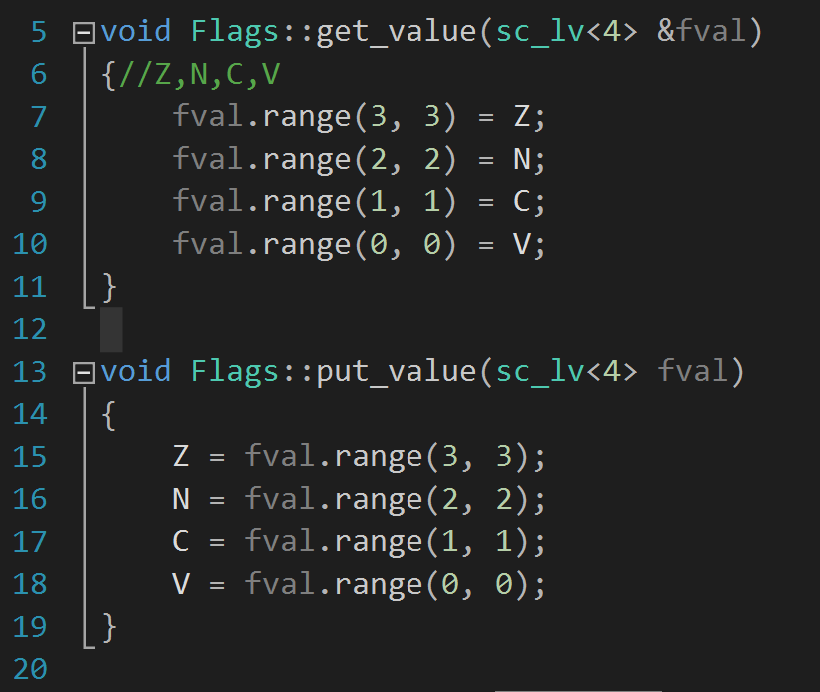 5 void Flags::get_value(sc_lv<4> &fval)
6 {//Z,N,C,V
7     fval.range(3, 3) = Z;
8     fval.range(2, 2) = N;
9     fval.range(1, 1) = C;
10     fval.range(0, 0) = V;
11 }
12
13 void Flags::put_value(sc_lv<4> fval)
14 {
15     Z = fval.range(3, 3);
16     N = fval.range(2, 2);
17     C = fval.range(1, 1);
18     V = fval.range(0, 0);
19 }
20